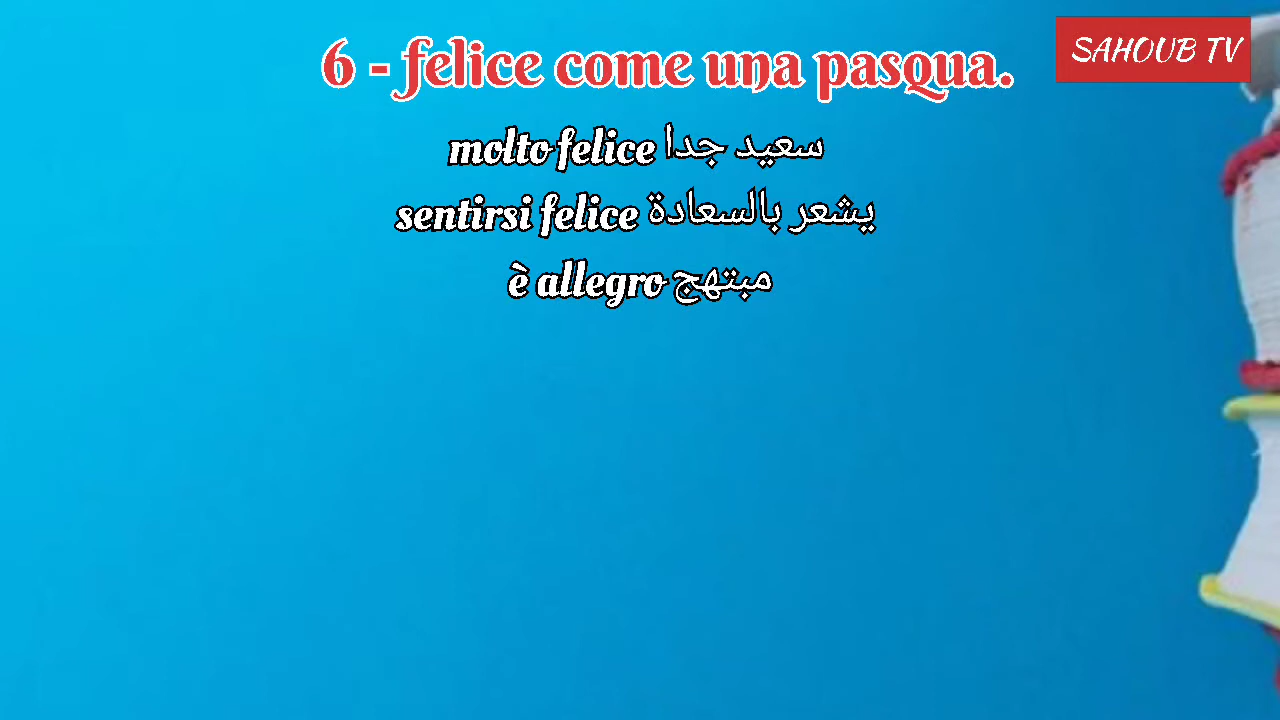 6 - felice come una pasqua.
SAHOUB TV
molto felice سعيد جدا
sentirsi felice يشعر بالسعادة
è allegro مبتهج